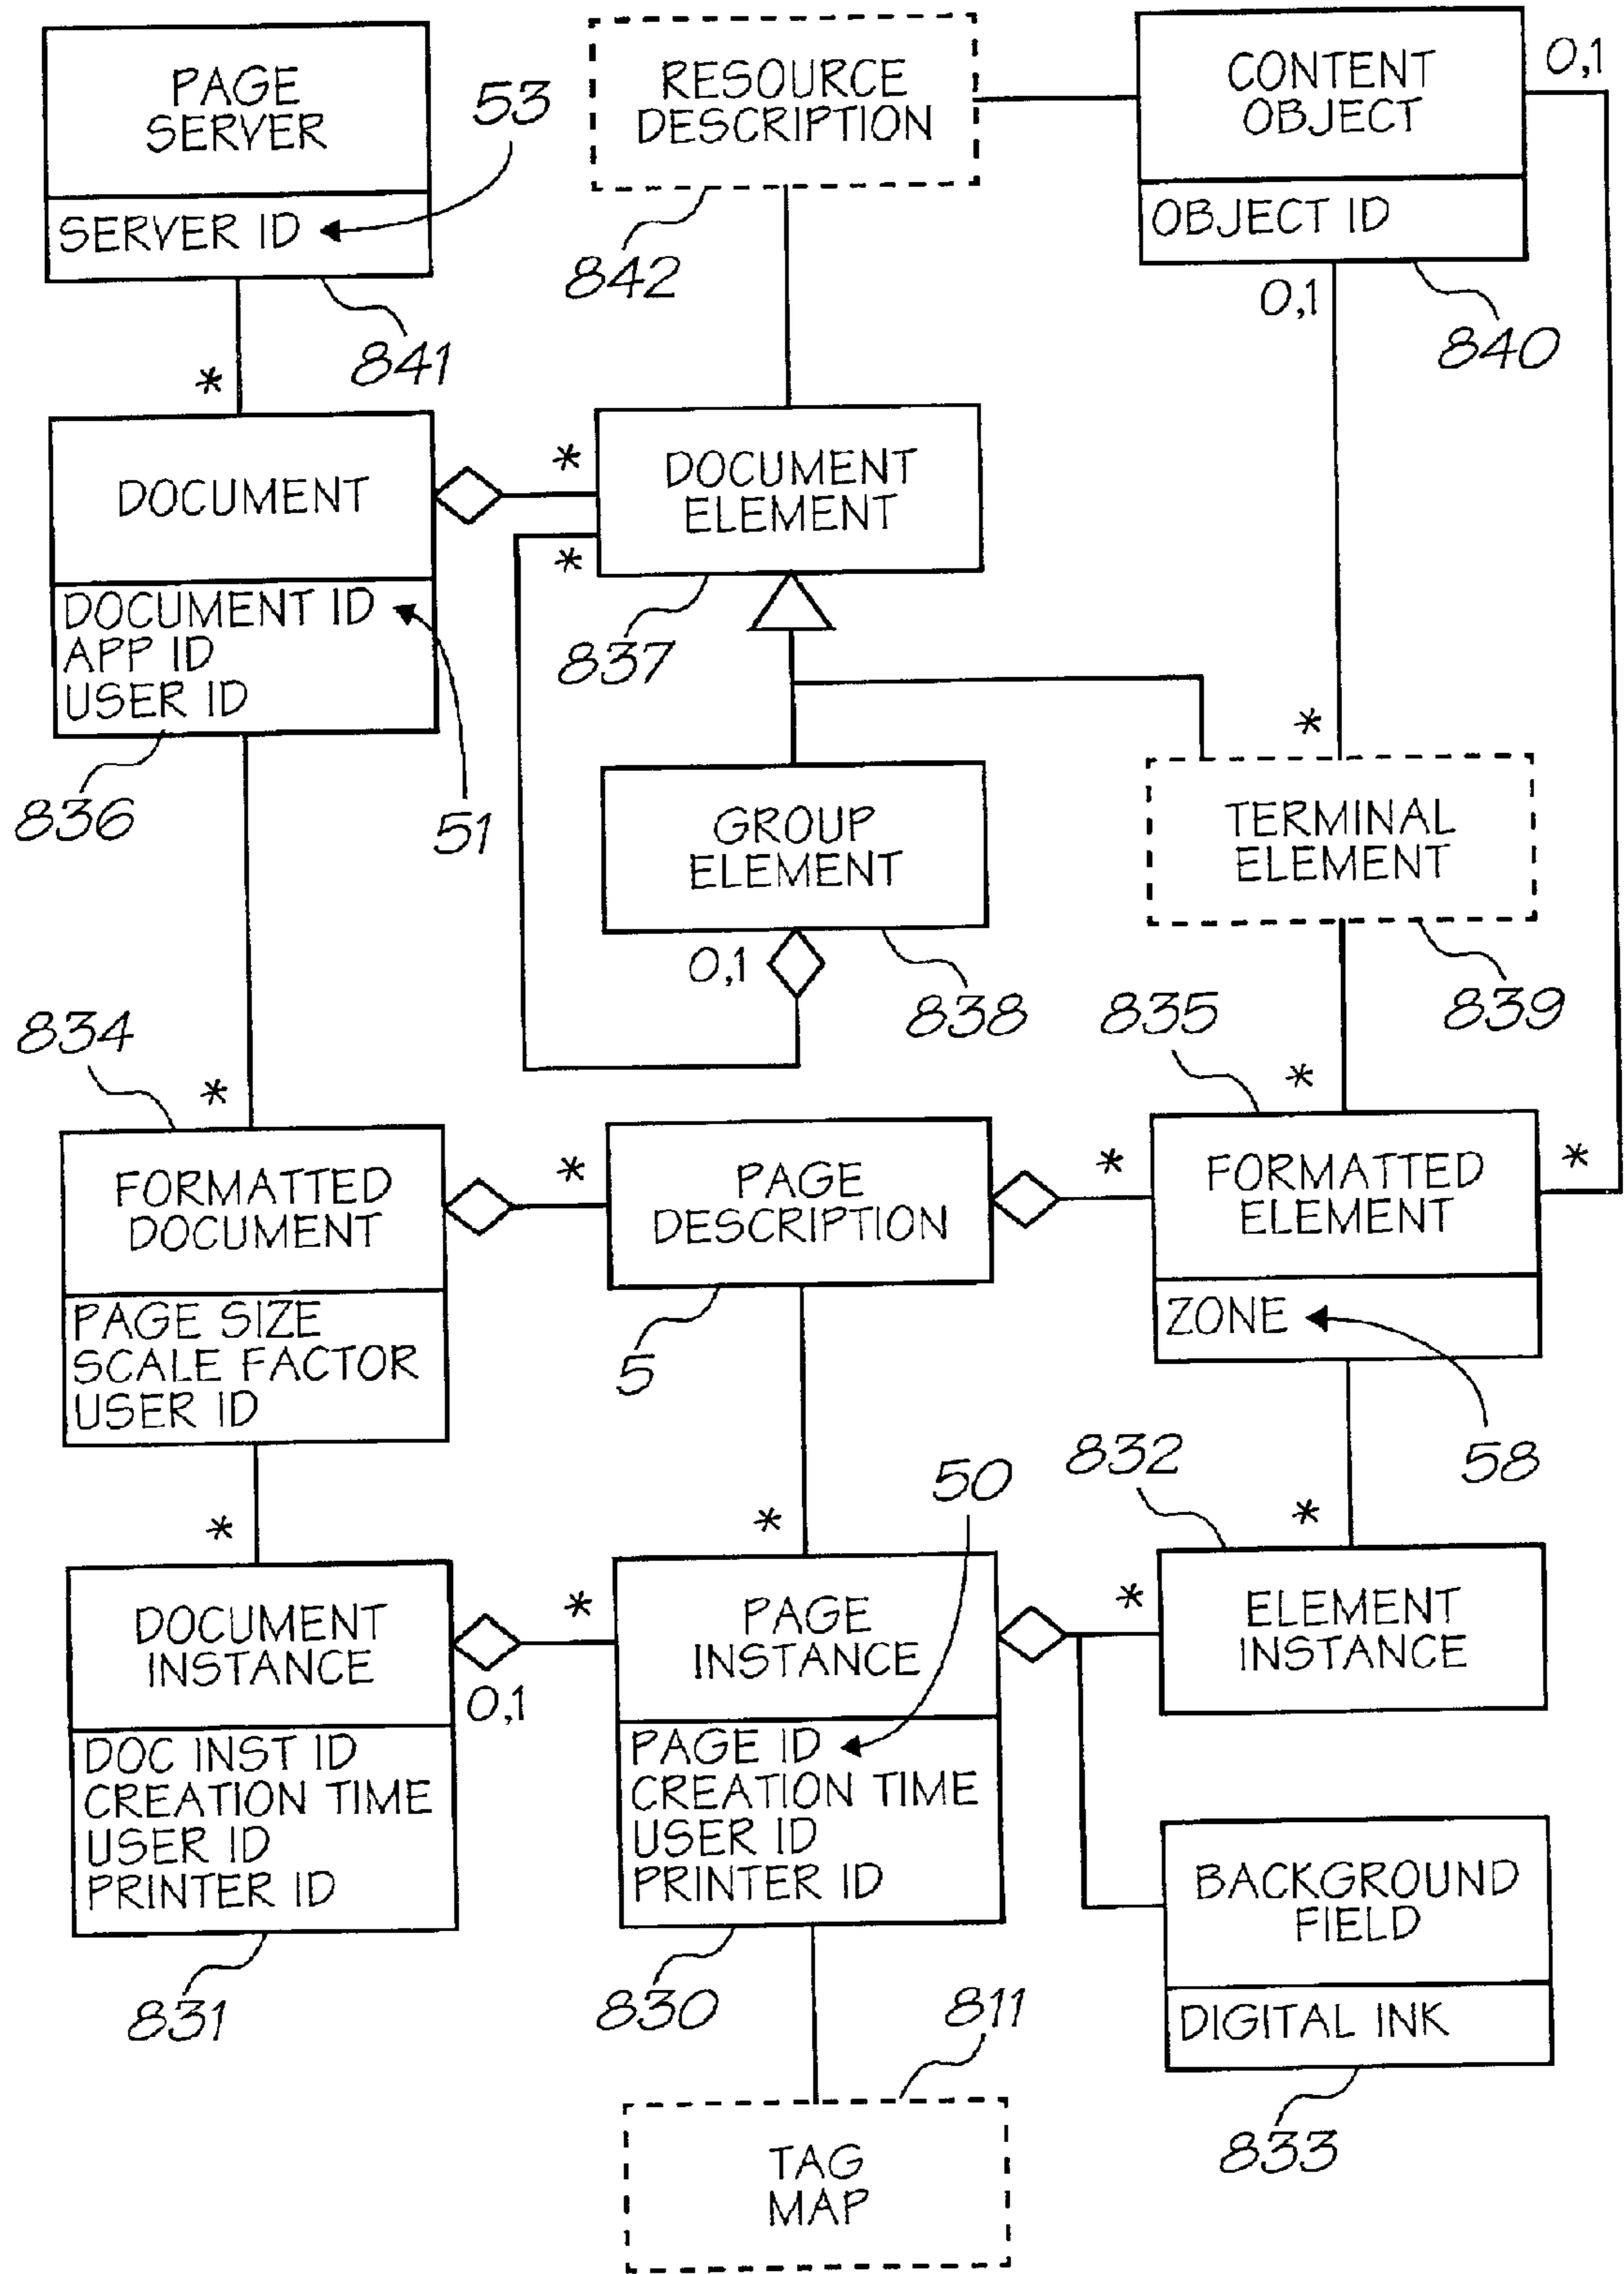 PAGE
SERVER
SERVER ID
53
841
*
RESOURCE
DESCRIPTION
842
CONTENT
OBJECT
OBJECT ID
0,1
0,1
840
DOCUMENT
DOCUMENT ID
APP ID
USER ID
836
51
*
*
DOCUMENT
ELEMENT
837
GROUP
ELEMENT
0,1
838
*
TERMINAL
ELEMENT
839
834
*
FORMATTED
DOCUMENT
PAGE SIZE
SCALE FACTOR
USER ID
*
PAGE
DESCRIPTION
5
835
*
*
*
FORMATTED
ELEMENT
ZONE
58
*
DOCUMENT
INSTANCE
0,1
DOC INST ID
CREATION TIME
USER ID
PRINTER ID
831
*
*
50
PAGE
INSTANCE
PAGE ID
CREATION TIME
USER ID
PRINTER ID
830
832
*
*
ELEMENT
INSTANCE
BACKGROUND
FIELD
DIGITAL INK
833
811
TAG
MAP